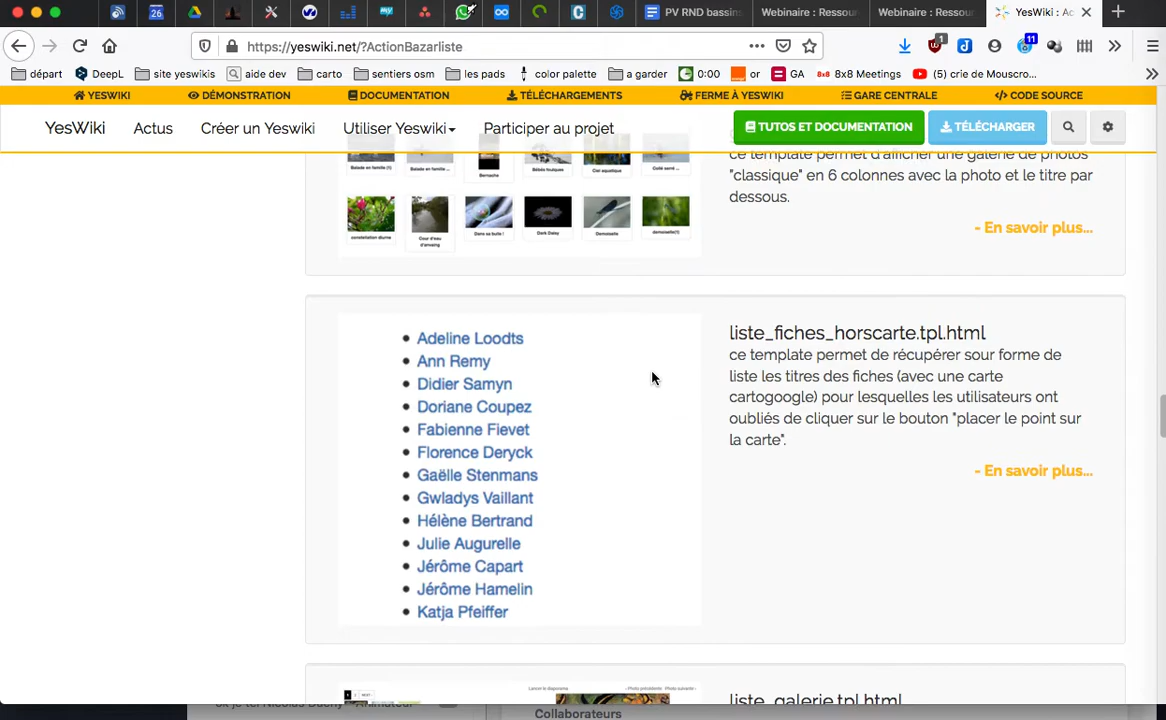 PV RND bassins
Webinaire : Ressour
Webinaire : Ressour
YesWiki : Ac
https://yeswiki.net/?ActionBazarliste
départ
DeepL
site yeswikis
aide dev
carto
sentiers osm
les pads
color palette
a garder
0:00
or
GA
8x8 Meetings
(5) crie de Mouscro...
YESWIKI
DÉMONSTRATION
DOCUMENTATION
TÉLÉCHARGEMENTS
FERME À YESWIKI
GARE CENTRALE
CODE SOURCE
YesWiki
Actus
Créer un Yeswiki
Utiliser Yeswiki
Participer au projet
TUTOS ET DOCUMENTATION
TÉLÉCHARGER
ce template permet d'afficher une galerie de photos
"classique" en 6 colonnes avec la photo et le titre par
dessous.
- En savoir plus...
Adeline Loodts
Ann Remy
Didier Samyn
Doriane Coupez
Fabienne Fievet
Florence Deryck
Gaëlle Stenmans
Gwladys Vaillant
Hélène Bertrand
Julie Augurelle
Jérôme Capart
Jérôme Hamelin
Katja Pfeiffer
liste_fiches_horscarte.tpl.html
ce template permet de récupérer sour forme de
liste les titres des fiches (avec une carte
cartogoogle) pour lesquelles les utilisateurs ont
oubliés de cliquer sur le bouton "placer le point sur
la carte".
- En savoir plus...
liste_galerie.tpl.html
Collaborateurs